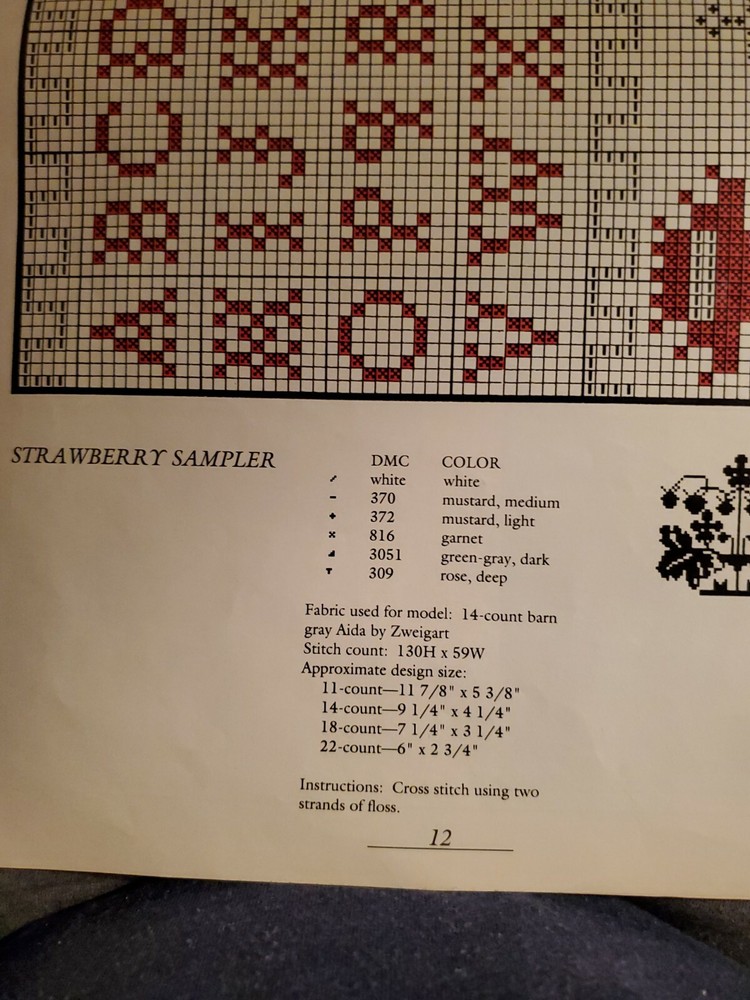 STRAWBERRY SAMPLER
DMC COLOR
white white
370 mustard, medium
372 mustard, light
816 garnet
3051 green-gray, dark
309 rose, deep
Fabric used for model: 14-count barn
gray Aida by Zweigart
Stitch count: 130H x 59W
Approximate design size:
11-count—11 7/8" x 5 3/8"
14-count—9 1/4" x 4 1/4"
18-count—7 1/4" x 3 1/4"
22-count—6" x 2 3/4"
Instructions: Cross stitch using two
strands of floss.
12